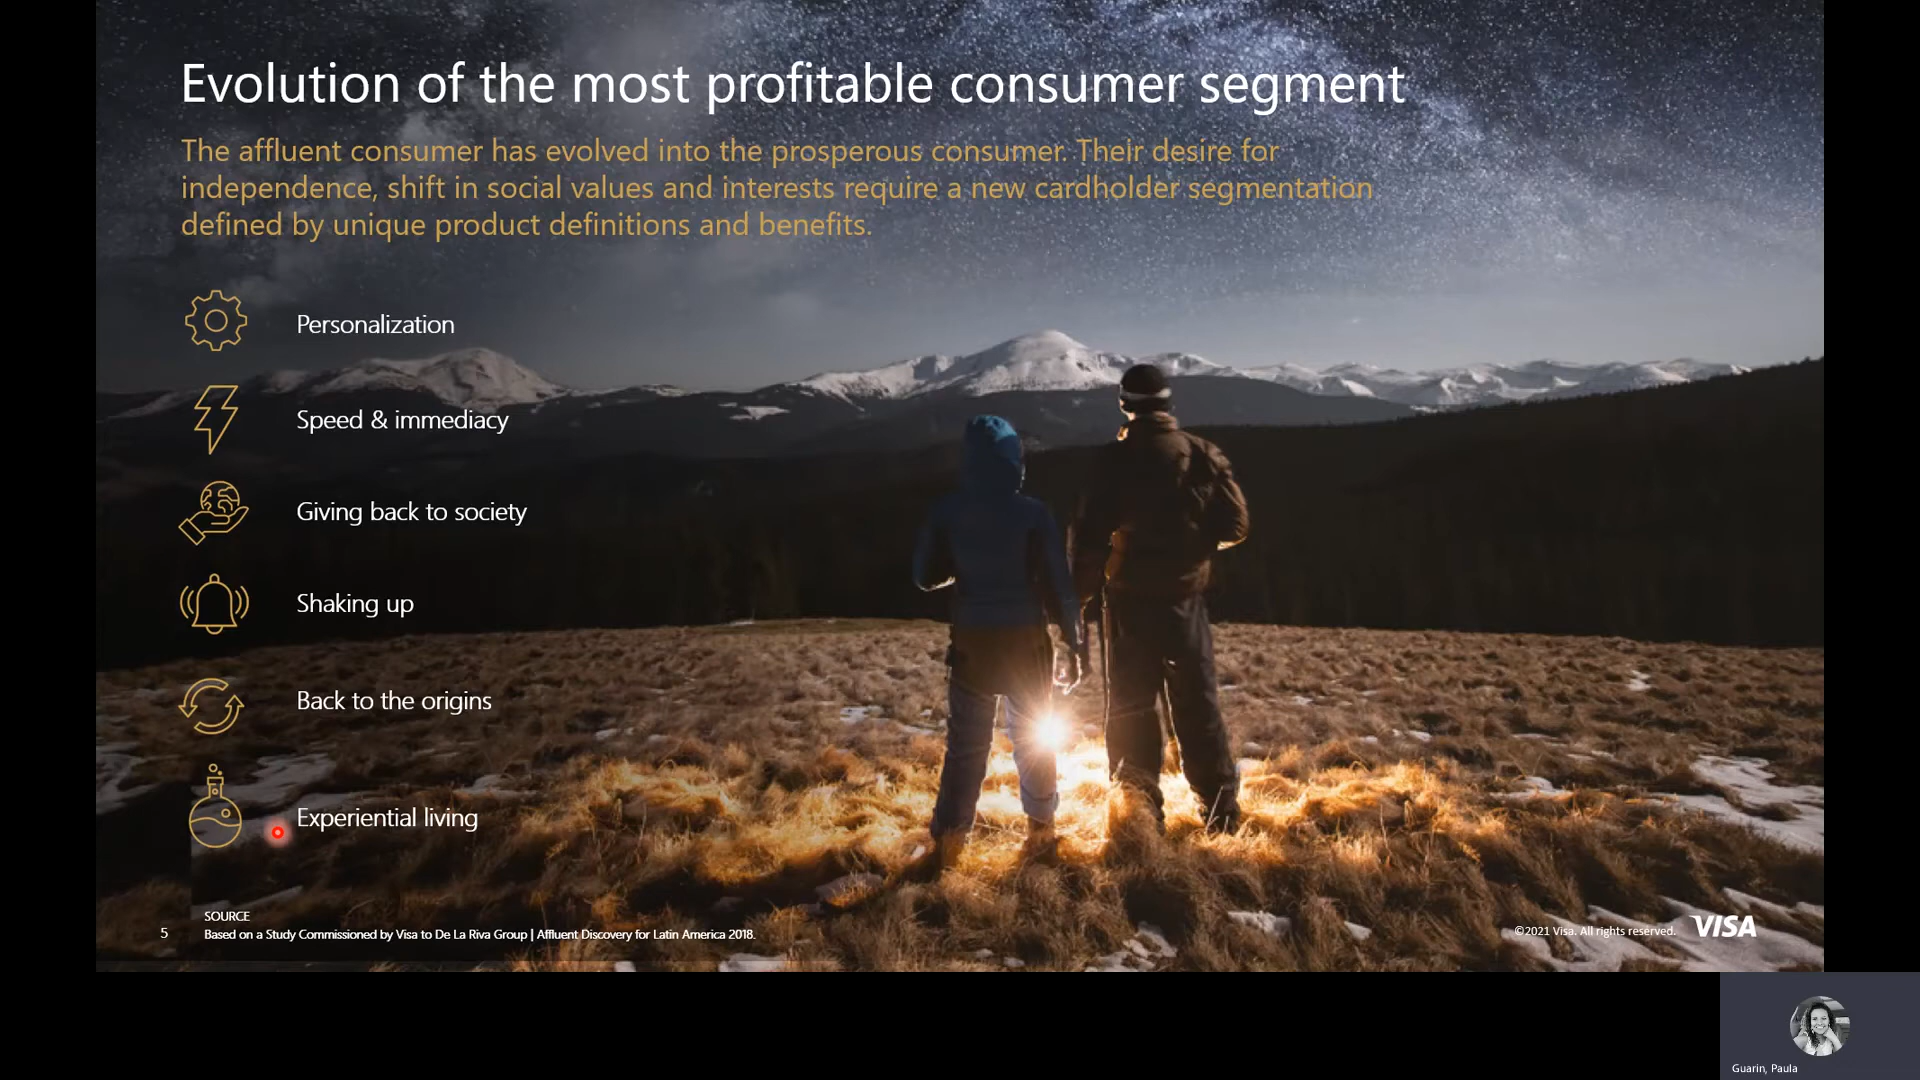 Evolution of the most profitable consumer segment
The affluent consumer has evolved into the prosperous consumer. Their desire for
independence, shift in social values and interests require a new cardholder segmentation
defined by unique product definitions and benefits.
Personalization
Speed & immediacy
Giving back to society
Shaking up
Back to the origins
Experiential living
SOURCE
5 Based on a Study Commissioned by Visa to De La Riva Group | Affluent Discovery for Latin America 2018.
©2021 Visa. All rights reserved. VISA
Guarin, Paula